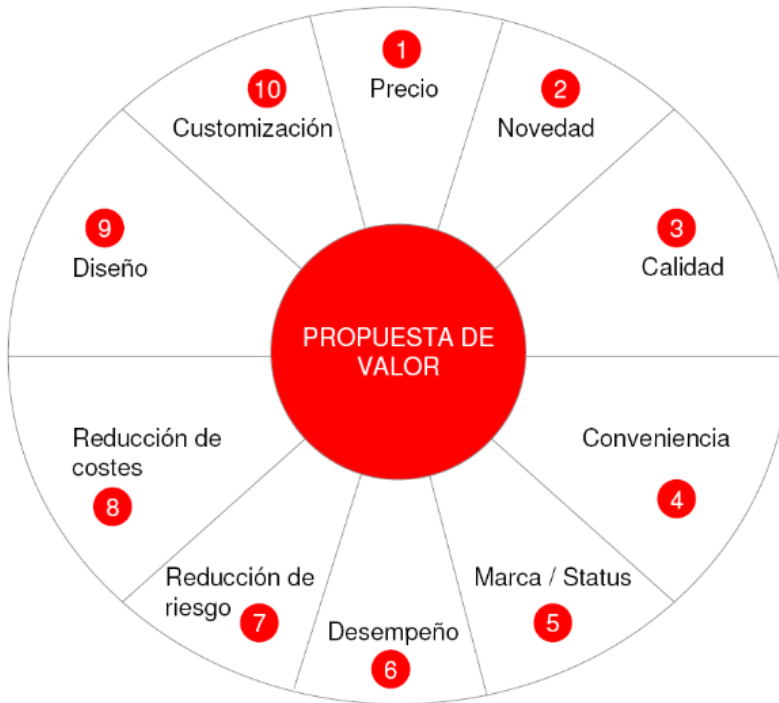 1
Precio
2
Novedad
3
Calidad
Conveniencia
4
Marca / Status
5
Desempeño
6
Reducción de
riesgo
7
Reducción de
costes
8
9
Diseño
10
Customización
PROPUESTA DE
VALOR